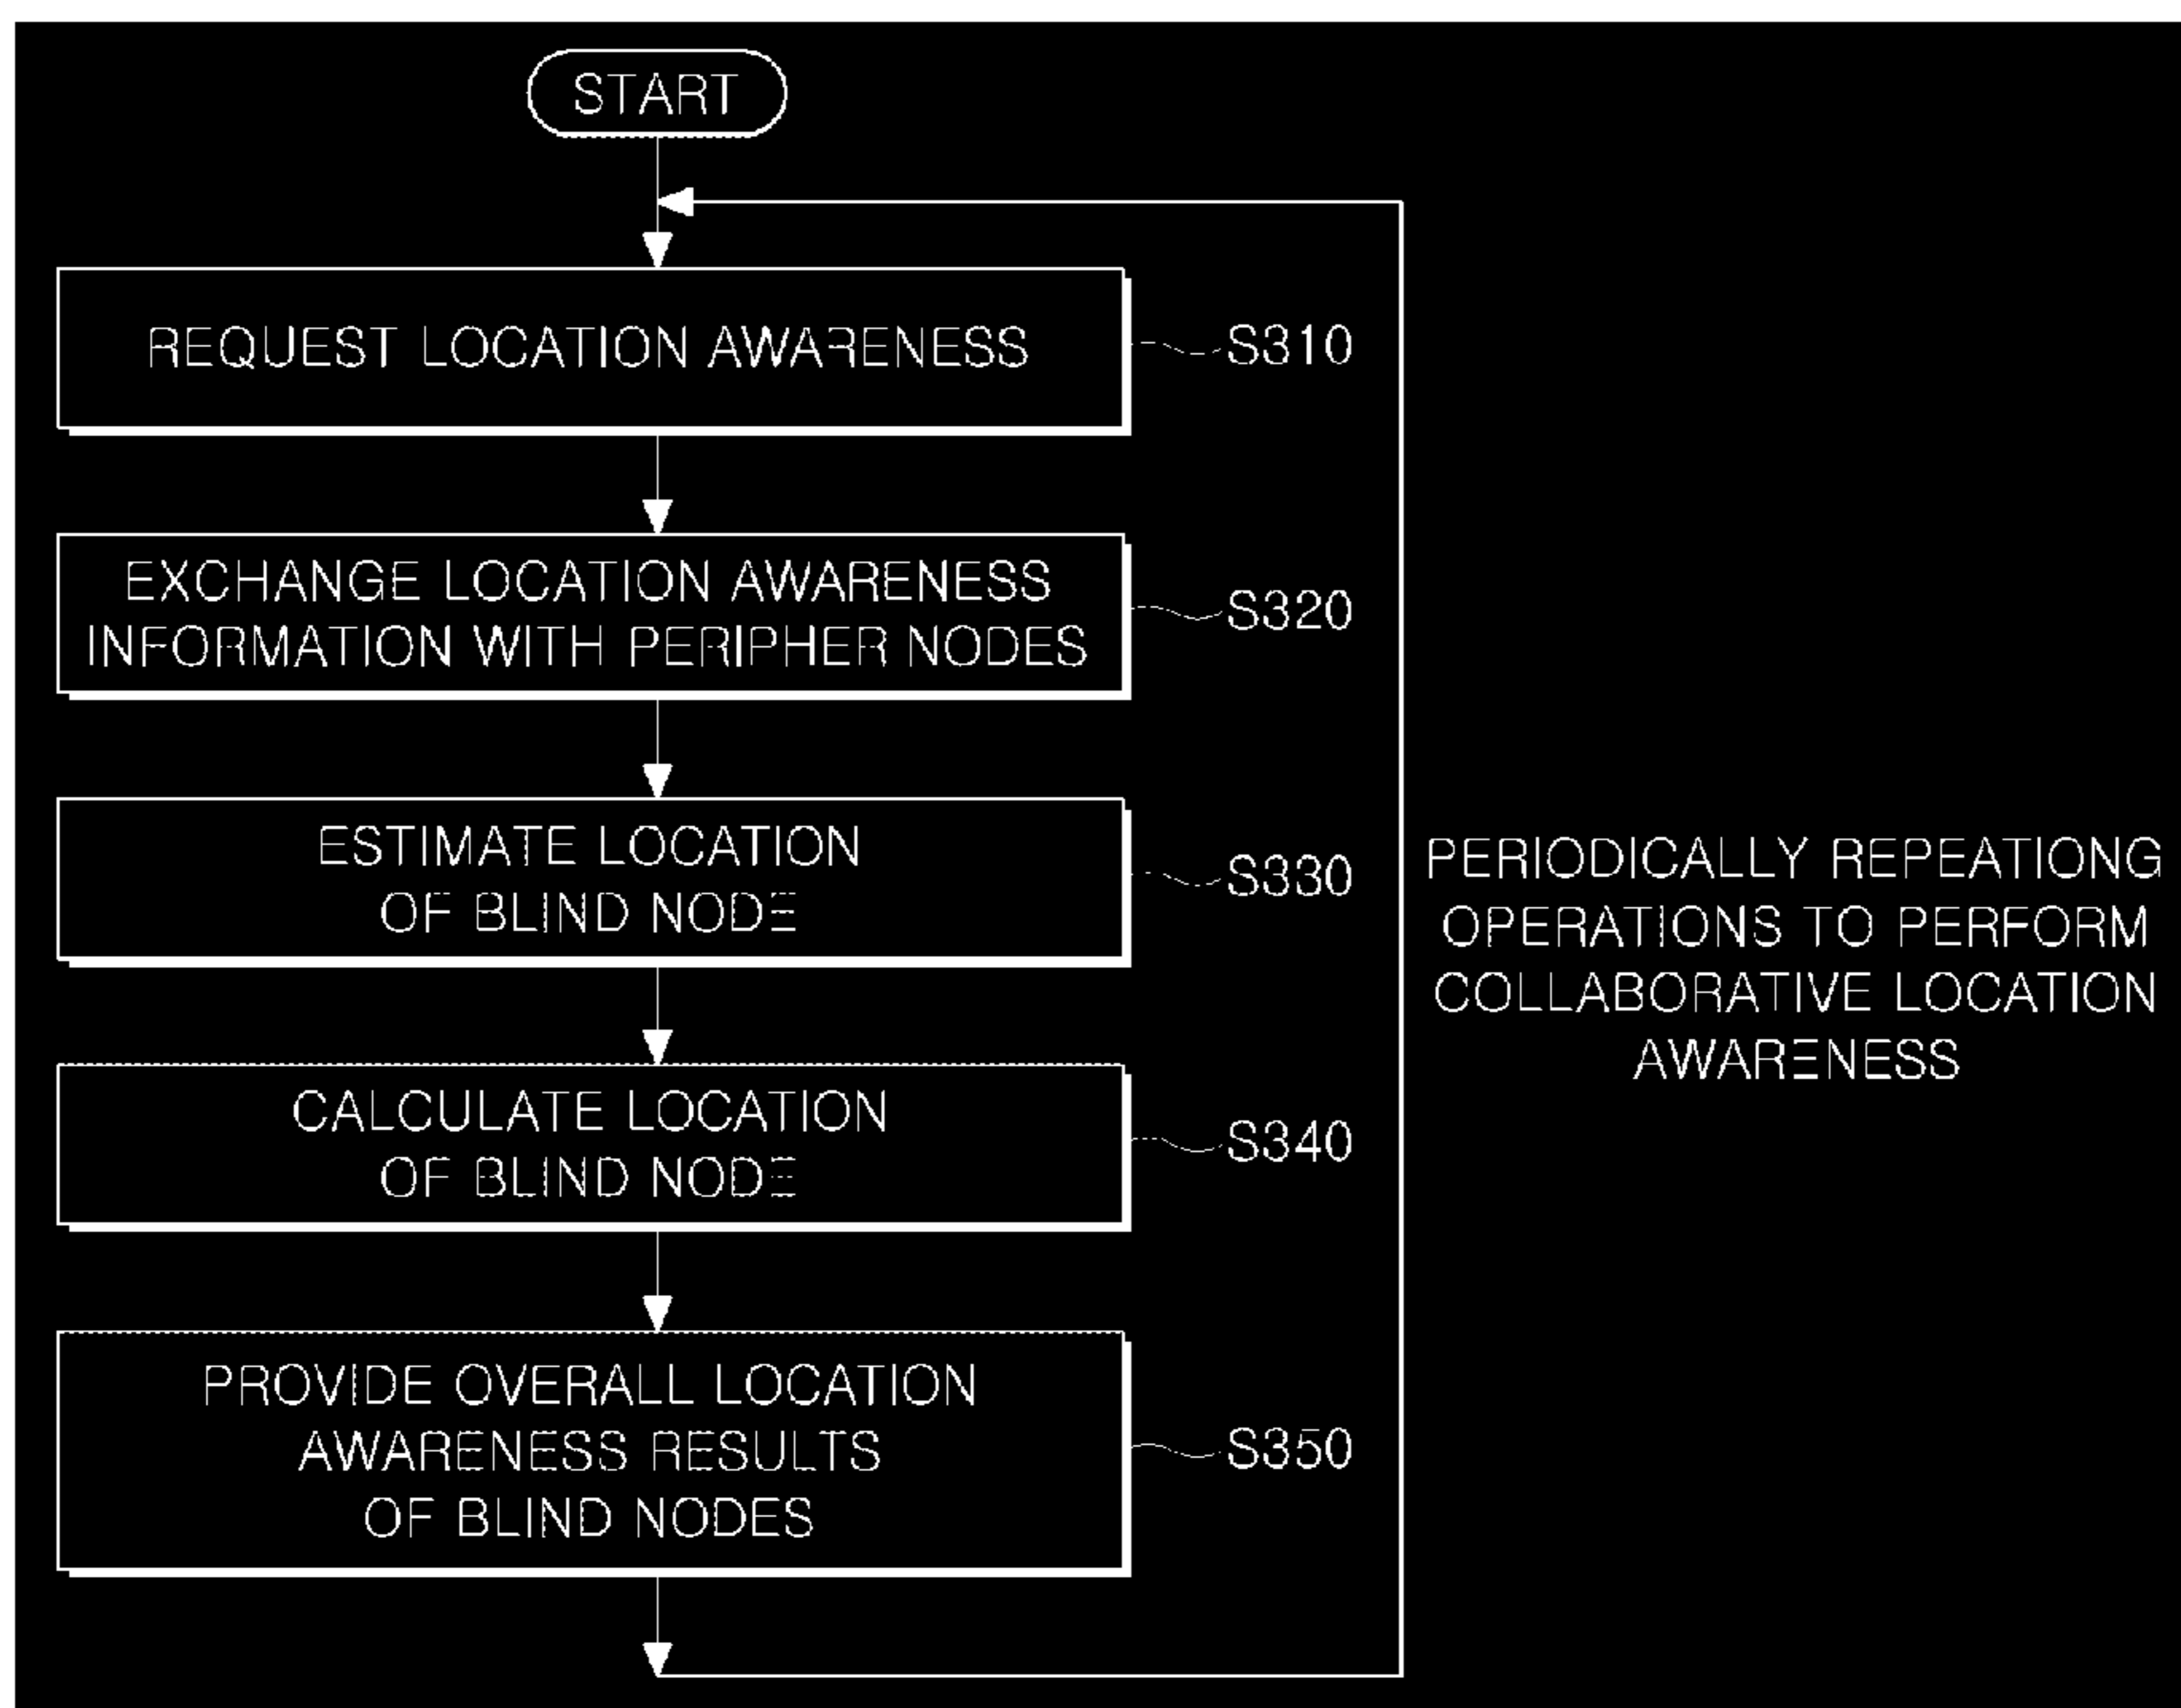 START
REQUEST LOCATION AWARENESS
S310
EXCHANGE LOCATION AWARENESS
INFORMATION WITH PERIPHER NODES
S320
ESTIMATE LOCATION
OF BLIND NODE
S330
CALCULATE LOCATION
OF BLIND NODE
S340
PROVIDE OVERALL LOCATION
AWARENESS RESULTS
OF BLIND NODES
S350
PERIODICALLY REPEATIONG
OPERATIONS TO PERFORM
COLLABORATIVE LOCATION
AWARENESS